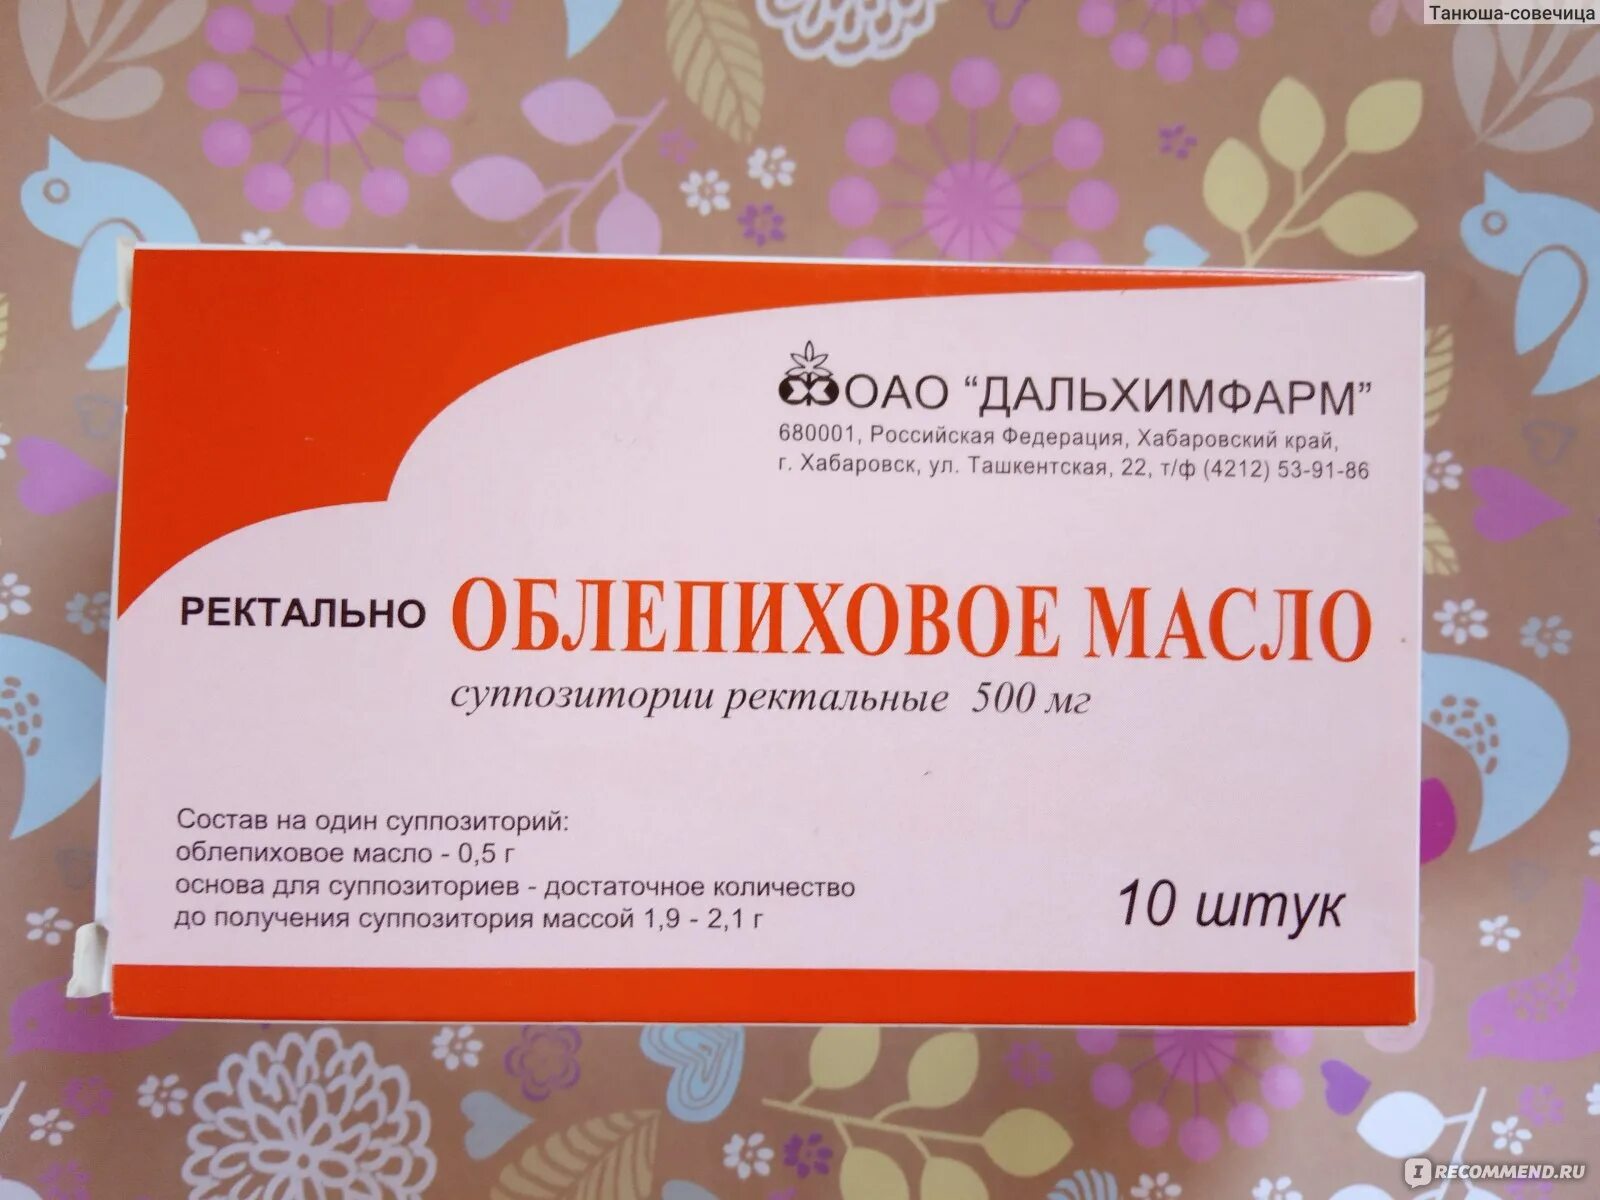 Танюша-совечица
ОАО “ДАЛЬХИМФАРМ”
680001, Российская Федерация, Хабаровский край,
г. Хабаровск, ул. Ташкентская, 22, т/ф (4212) 53-91-86
РЕКТАЛЬНО ОБЛЕПИХОВОЕ МАСЛО
суппозитории ректальные 500 мг
Состав на один суппозиторий:
облепиховое масло - 0,5 г
основа для суппозиториев - достаточное количество
до получения суппозитория массой 1,9 - 2,1 г
10 штук
IRECOMMEND.RU